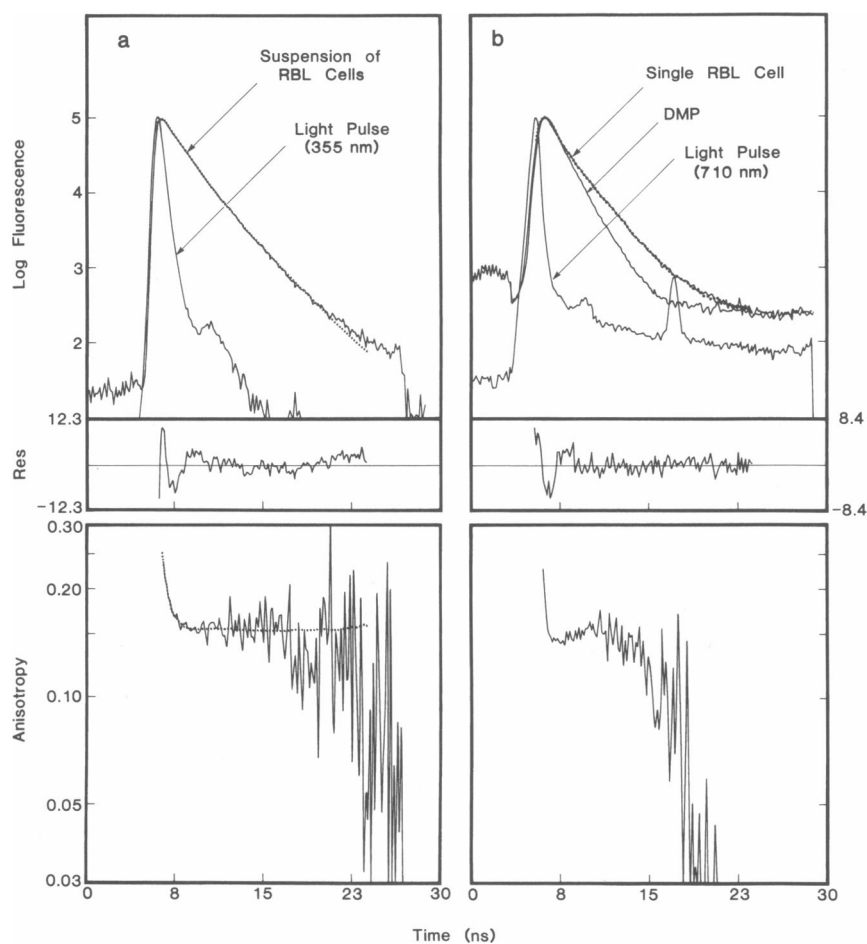 a
Suspension of
RBL Cells
Light Pulse
(355 nm)
b
Single RBL Cell
DMP
Light Pulse
(710 nm)
Log Fluorescence
5
4
3
2
12.3
8.4
Res
-12.3
-8.4
Anisotropy
0.30
0.20
0.10
0.05
0.03
0 8 15 23 30
0 8 15 23 30
Time (ns)